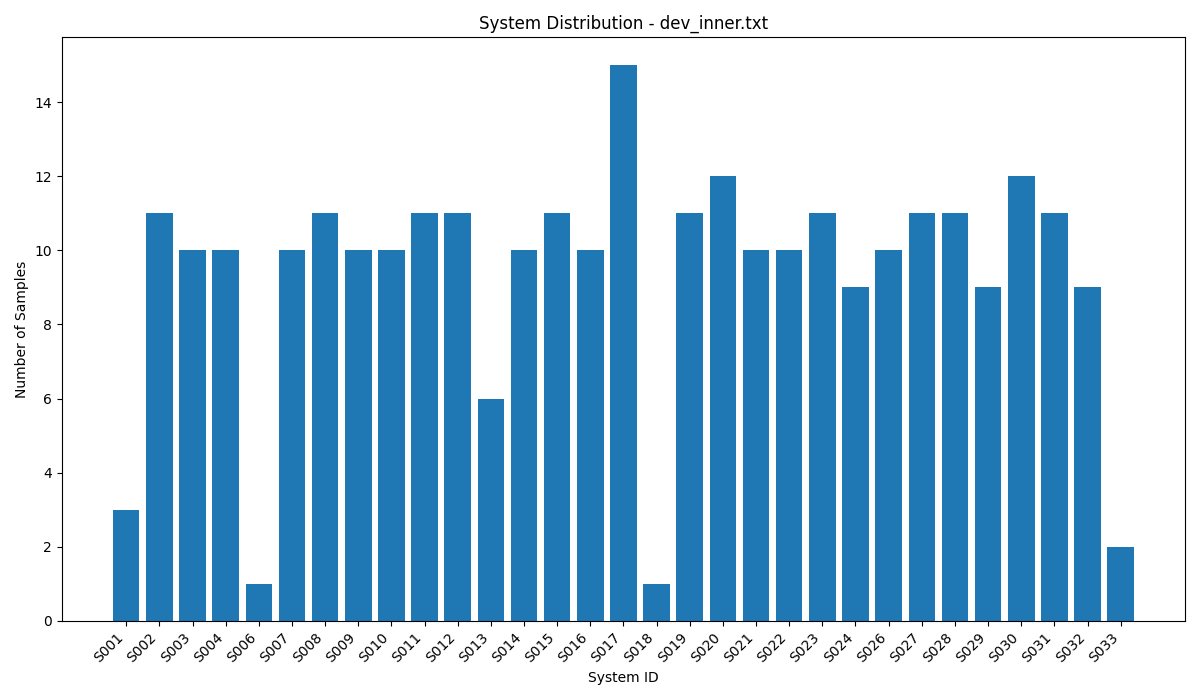 System Distribution - dev_inner.txt
Number of Samples
14
12
10
8
6
4
2
0
S001 S002 S003 S004 S006 S007 S008 S009 S010 S011 S012 S013 S014 S015 S016 S017 S018 S019 S020 S021 S022 S023 S024 S026 S027 S028 S029 S030 S031 S032 S033
System ID